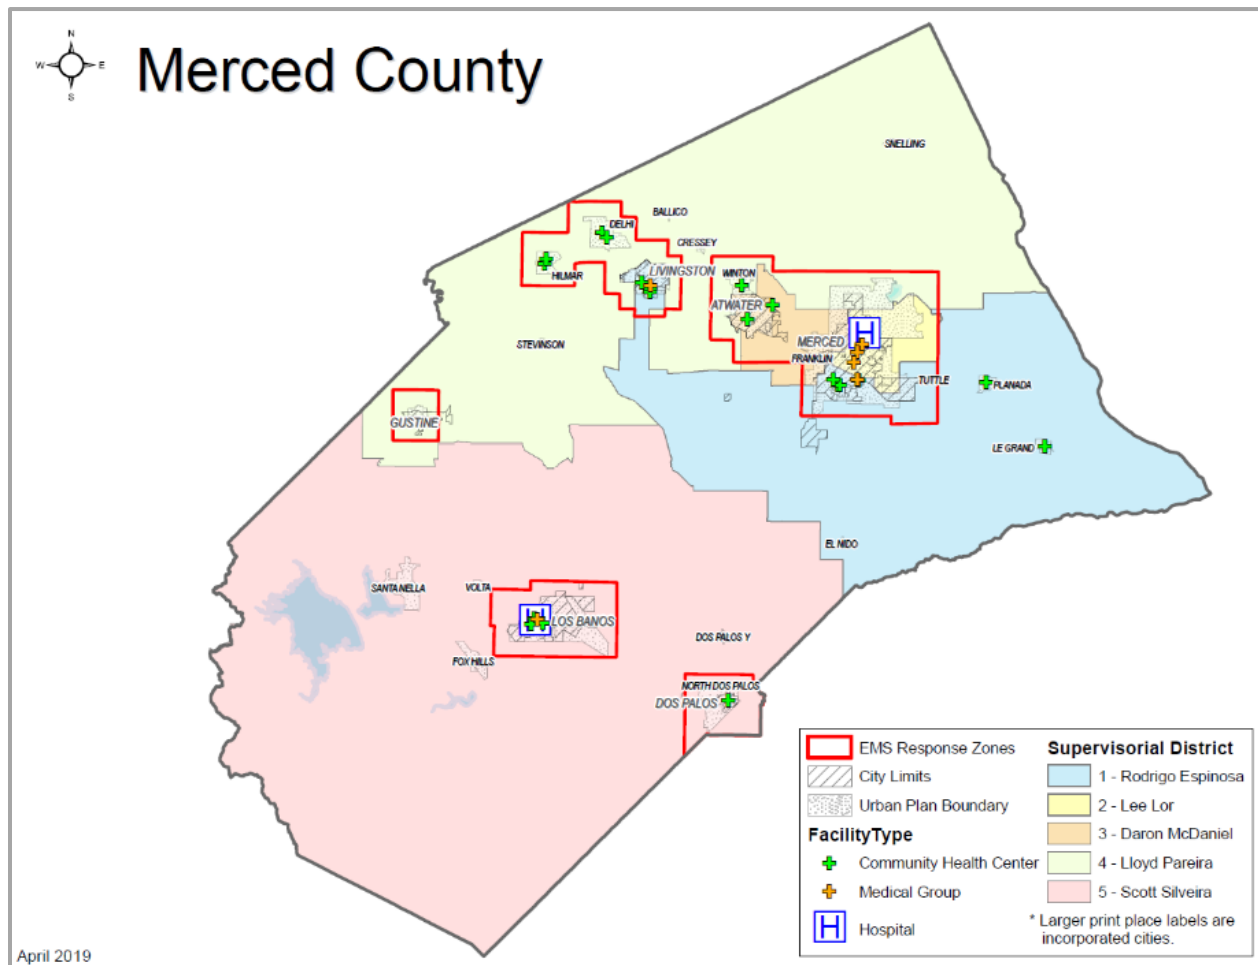 N
W E
S
Merced County
SNELLING
BALLICO
DELHI
CRESSEY
HILMAR
LIVINGSTON
WINTON
ATWATER
H
MERCED
STEVINSON
FRANKLIN
TUTTLE
PLANADA
GUSTINE
LE GRAND
EL NIDO
SANTA NELLA
VOLTA
H
LOS BANOS
DOS PALOS Y
FOX HILLS
NORTH DOS PALOS
DOS PALOS
EMS Response Zones
City Limits
Urban Plan Boundary
FacilityType
Community Health Center
Medical Group
H Hospital
Supervisorial District
1 - Rodrigo Espinosa
2 - Lee Lor
3 - Daron McDaniel
4 - Lloyd Pareira
5 - Scott Silveira
* Larger print place labels are
incorporated cities.
April 2019